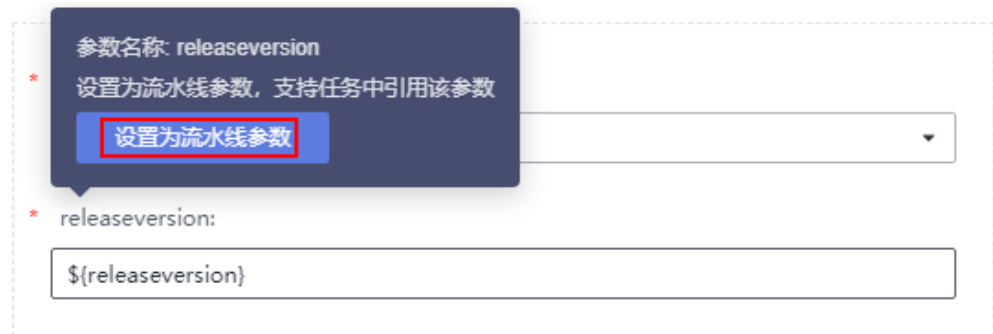 参数名称: releaseversion
* 设置为流水线参数，支持任务中引用该参数
设置为流水线参数
* releaseversion:
${releaseversion}